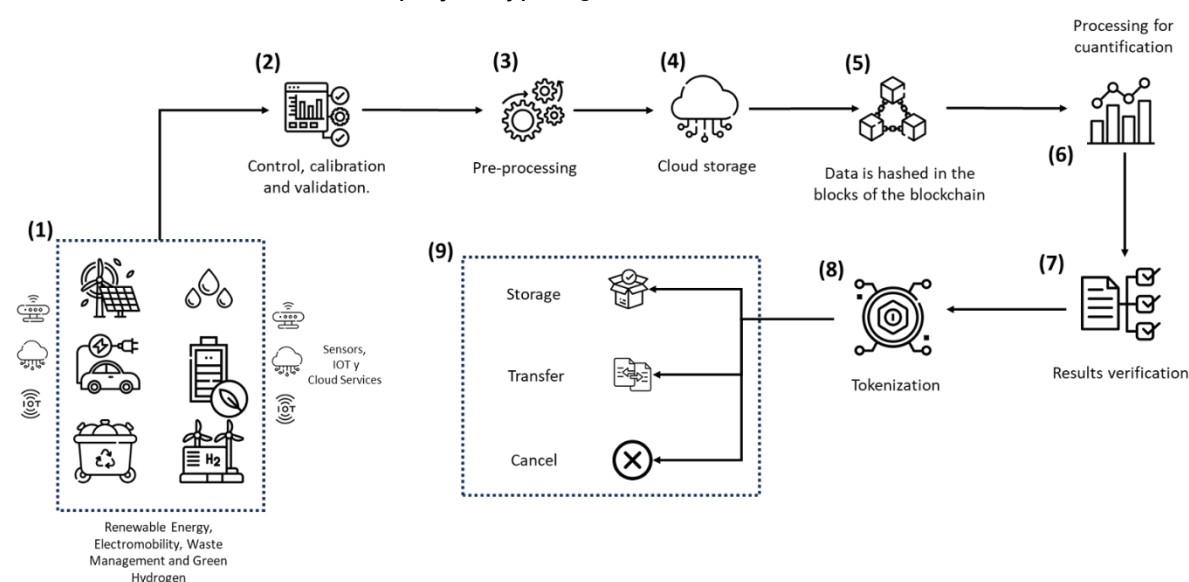 Processing for
cuantification
(2)
(3)
(4)
(5)
(6)
Control, calibration
and validation.
Pre-processing
Cloud storage
Data is hashed in the
blocks of the blockchain
(1)
Sensors,
IOT y
Cloud Services
IOT
IOT
H2
Renewable Energy,
Electromobility, Waste
Management and Green
Hydrogen
(7)
Results verification
(8)
Tokenization
(9)
Storage
Transfer
Cancel